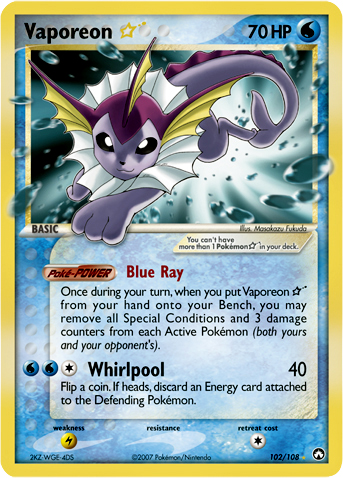 Vaporeon ☆ 70 HP
BASIC
Illus. Masakazu Fukuda
You can't have
more than 1 Pokémon☆ in your deck.
Poké-POWER Blue Ray
Once during your turn, when you put Vaporeon ☆
from your hand onto your Bench, you may
remove all Special Conditions and 3 damage
counters from each Active Pokémon (both yours
and your opponent's).
Whirlpool 40
Flip a coin. If heads, discard an Energy card attached
to the Defending Pokémon.
weakness resistance retreat cost
2KZ-WGE-4DS ©2007 Pokémon/Nintendo 102/108